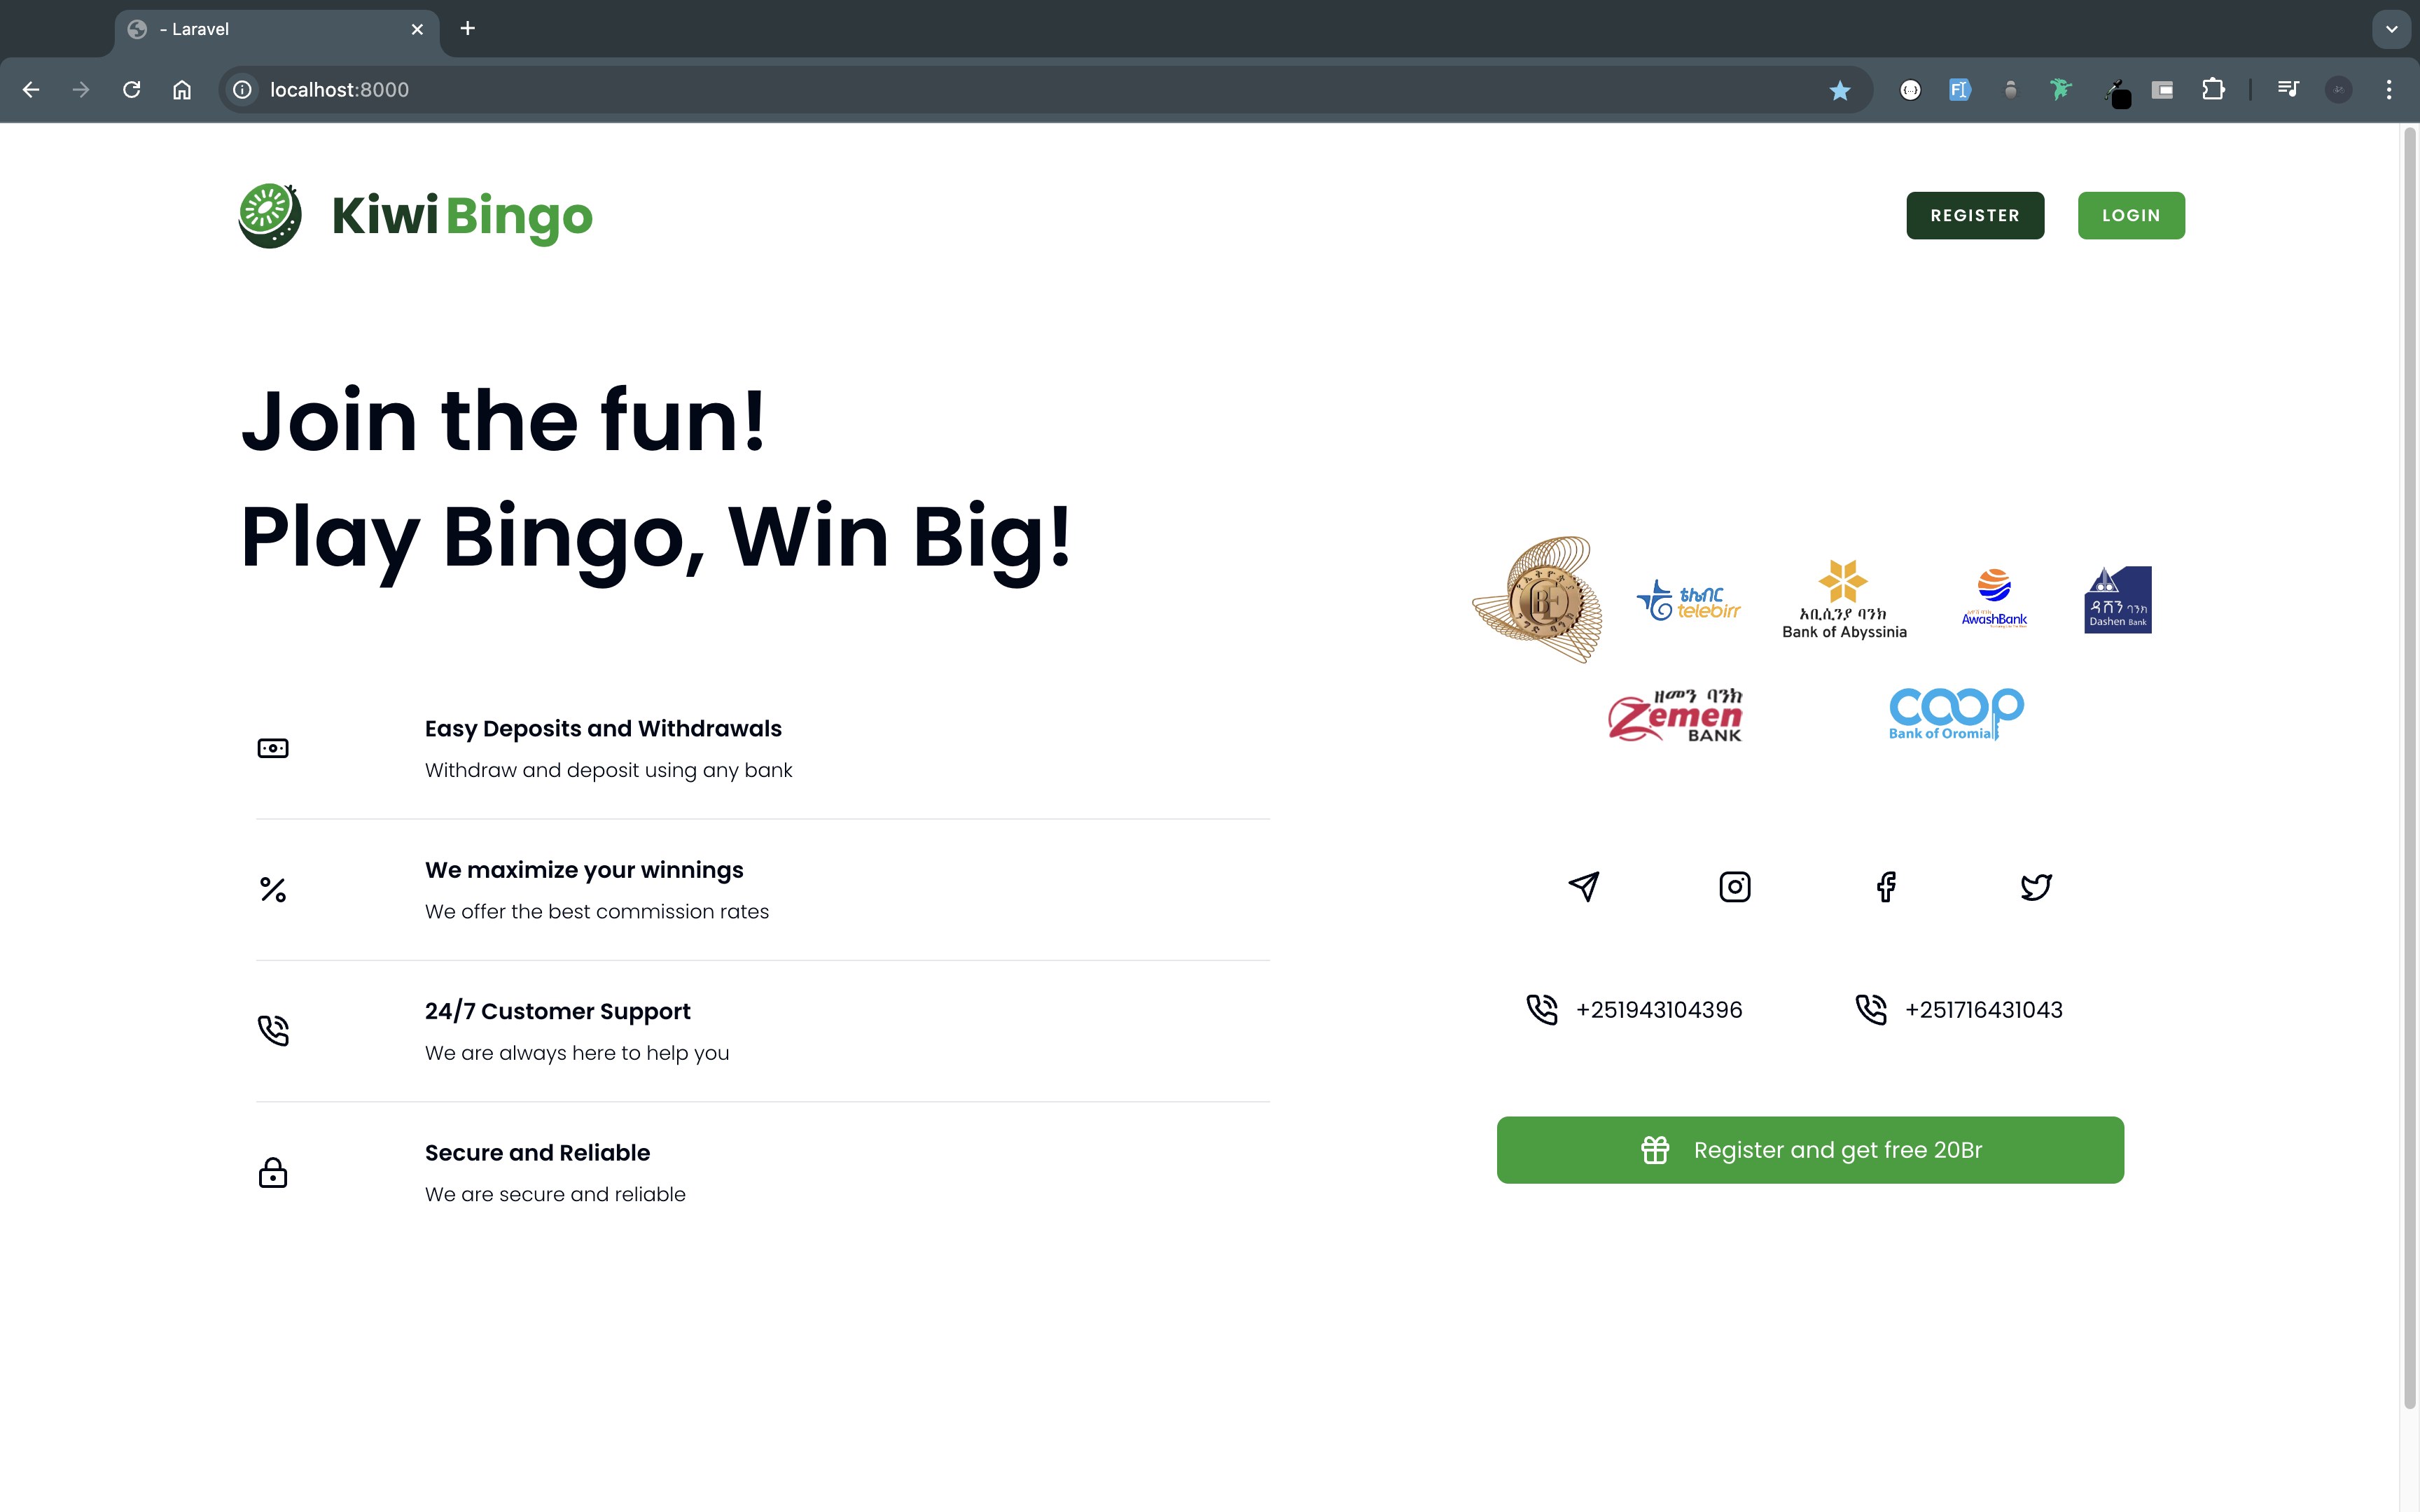 - Laravel
localhost:8000
Kiwi Bingo
REGISTER
LOGIN
Join the fun!
Play Bingo, Win Big!
ቴሌብር
telebirr
አቢሲንያ ባንክ
Bank of Abyssinia
AwashBank
ዳሸን ባንክ
Dashen Bank
ዘመን ባንክ
Zemen
BANK
coop
Bank of Oromia
Easy Deposits and Withdrawals
Withdraw and deposit using any bank
We maximize your winnings
We offer the best commission rates
24/7 Customer Support
We are always here to help you
Secure and Reliable
We are secure and reliable
+251943104396
+251716431043
Register and get free 20Br